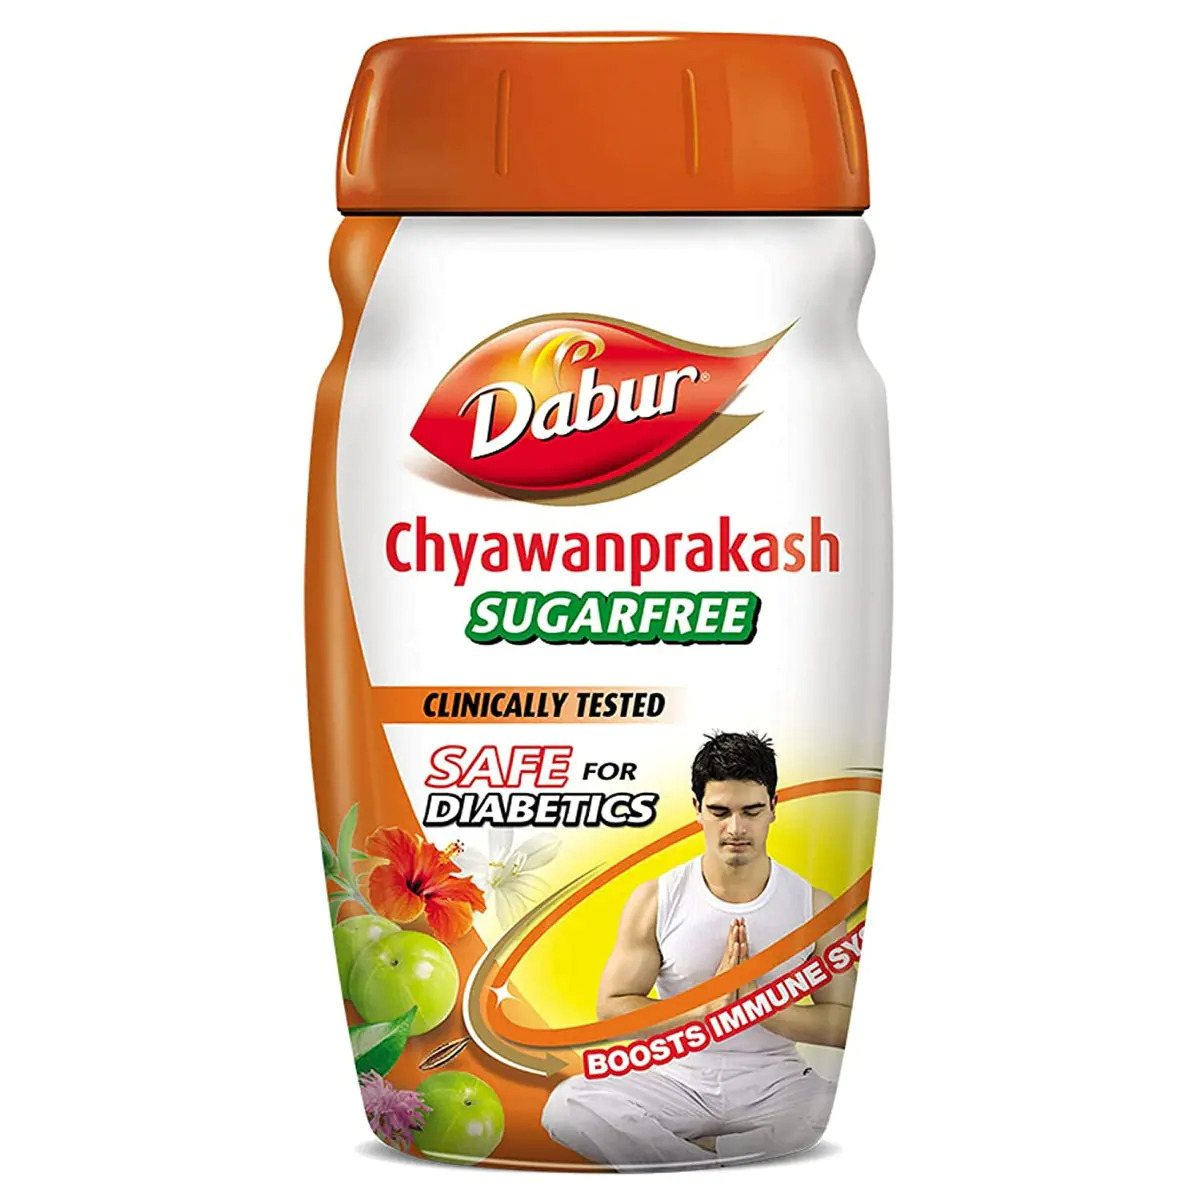 Dabur®
Chyawanprakash
SUGARFREE
CLINICALLY TESTED
SAFE FOR
DIABETICS
BOOSTS IMMUNE